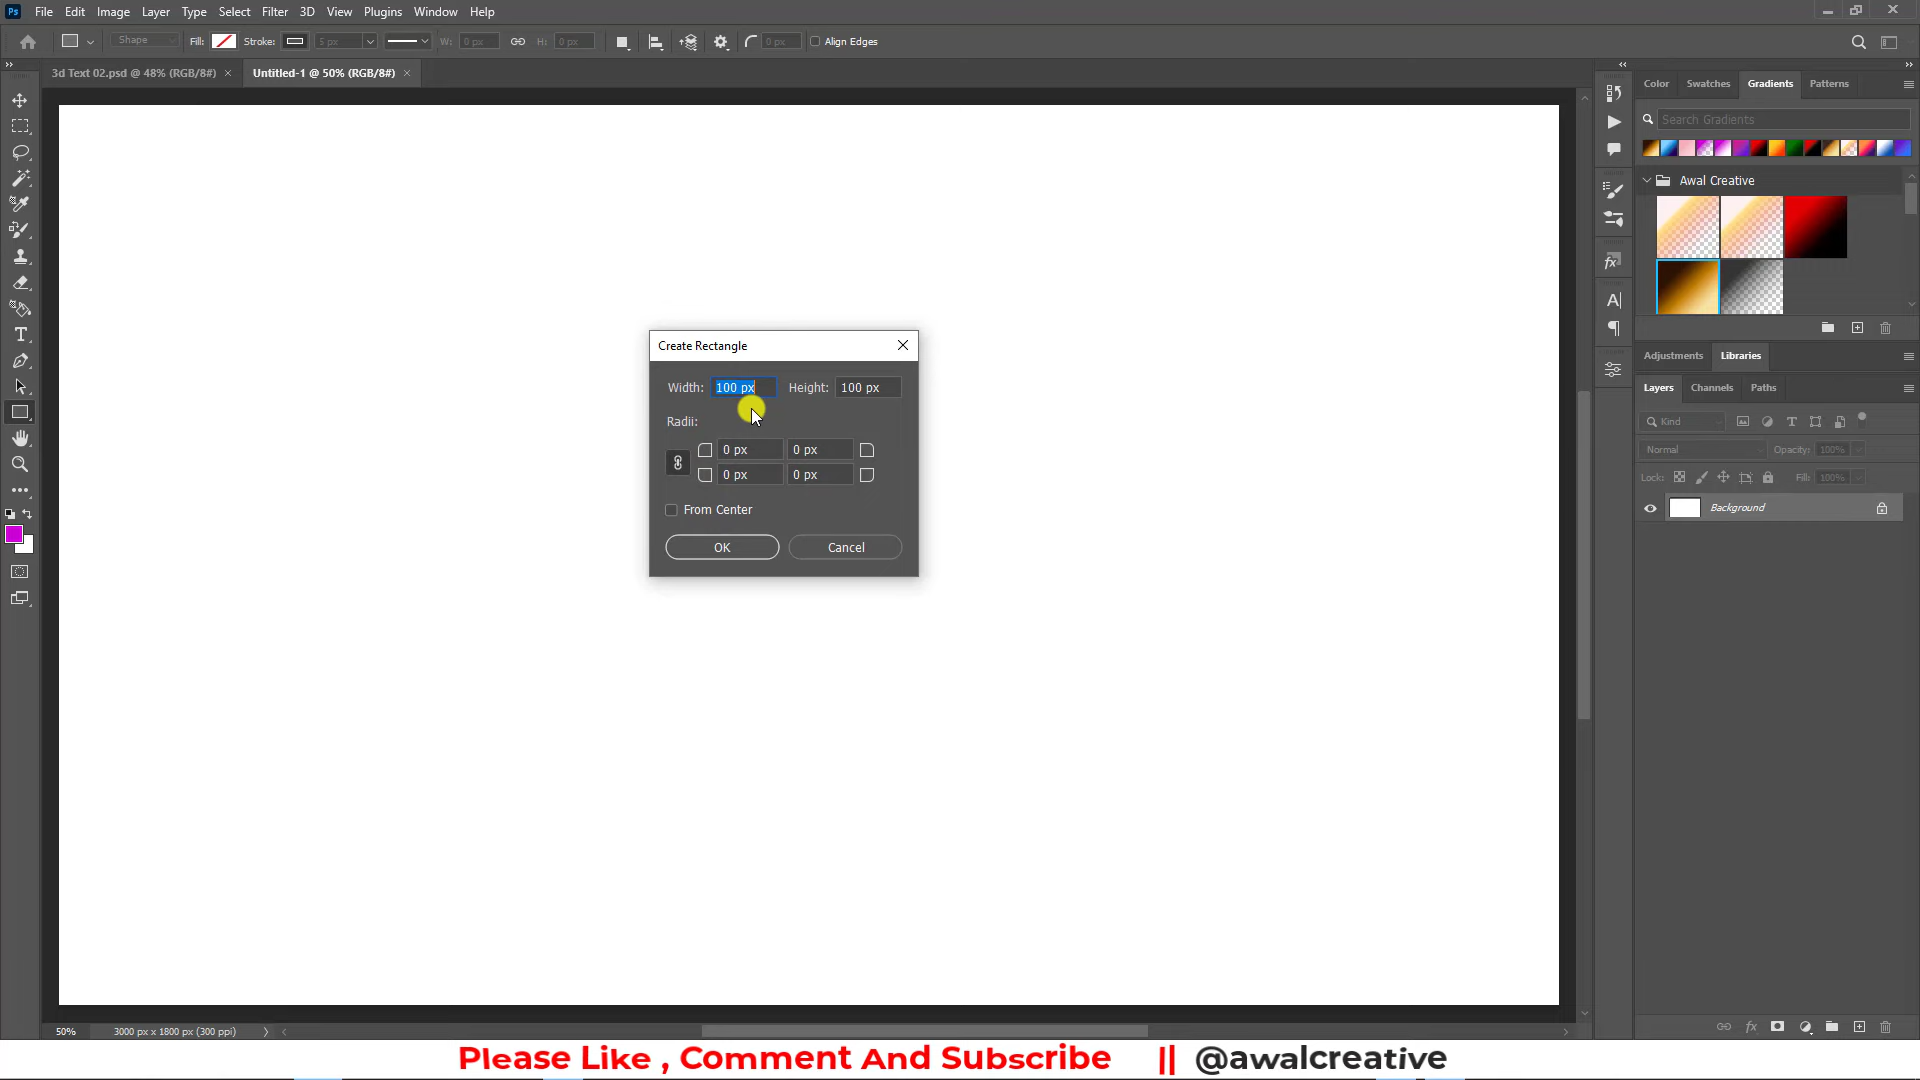 Ps File Edit Image Layer Type Select Filter 3D View Plugins Window Help
Shape Fill: Stroke: 5 px W: 0 px H: 0 px 0 px Align Edges
3d Text 02.psd @ 48% (RGB/8#) × Untitled-1 @ 50% (RGB/8#) ×
Color Swatches Gradients Patterns
Search Gradients
Awal Creative
Create Rectangle
Width: 100 px Height: 100 px
Radii:
0 px 0 px
0 px 0 px
From Center
OK Cancel
Adjustments Libraries
Layers Channels Paths
Kind
Normal Opacity: 100%
Lock: Fill: 100%
Background
50% 3000 px x 1800 px (300 ppi)
Please Like , Comment And Subscribe || @awalcreative